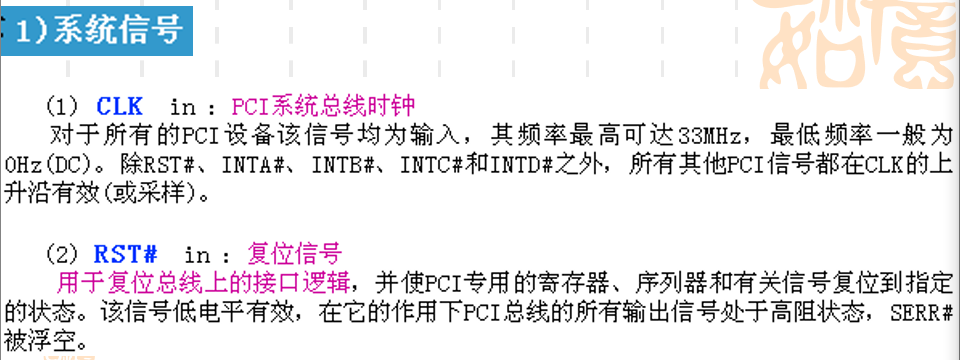 1)系统信号
(1) CLK in : PCI系统总线时钟
对于所有的PCI设备该信号均为输入，其频率最高可达33MHz，最低频率一般为
0Hz(DC)。除RST#、INTA#、INTB#、INTC#和INTD#之外，所有其他PCI信号都在CLK的上
升沿有效(或采样)。
(2) RST# in : 复位信号
用于复位总线上的接口逻辑，并使PCI专用的寄存器、序列器和有关信号复位到指定
的状态。该信号低电平有效，在它的作用下PCI总线的所有输出信号处于高阻状态，SERR#
被浮空。